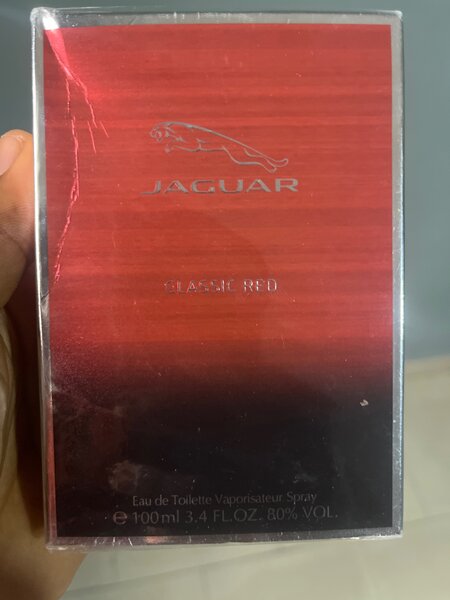 JAGUAR
CLASSIC RED
Eau de Toilette Vaporisateur Spray
℮ 100 ml 3.4 FL.OZ. 80% VOL.